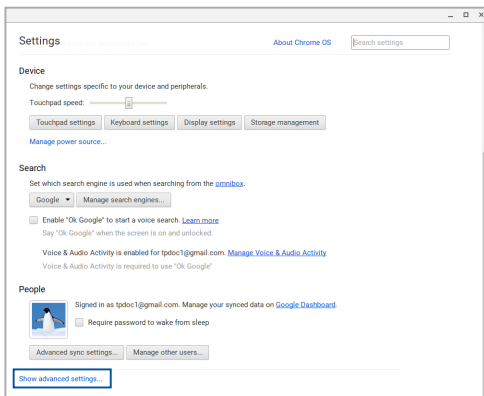 Settings
About Chrome OS
Search settings
Device
Change settings specific to your device and peripherals.
Touchpad speed:
Touchpad settings Keyboard settings Display settings Storage management
Manage power source...
Search
Set which search engine is used when searching from the omnibox.
Google Manage search engines...
Enable "Ok Google" to start a voice search. Learn more
Say "Ok Google" when the screen is on and unlocked.
Voice & Audio Activity is enabled for tpdoc1@gmail.com. Manage Voice & Audio Activity
Voice & Audio Activity is required to use "Ok Google"
People
Signed in as tpdoc1@gmail.com. Manage your synced data on Google Dashboard.
Require password to wake from sleep
Advanced sync settings... Manage other users...
Show advanced settings...